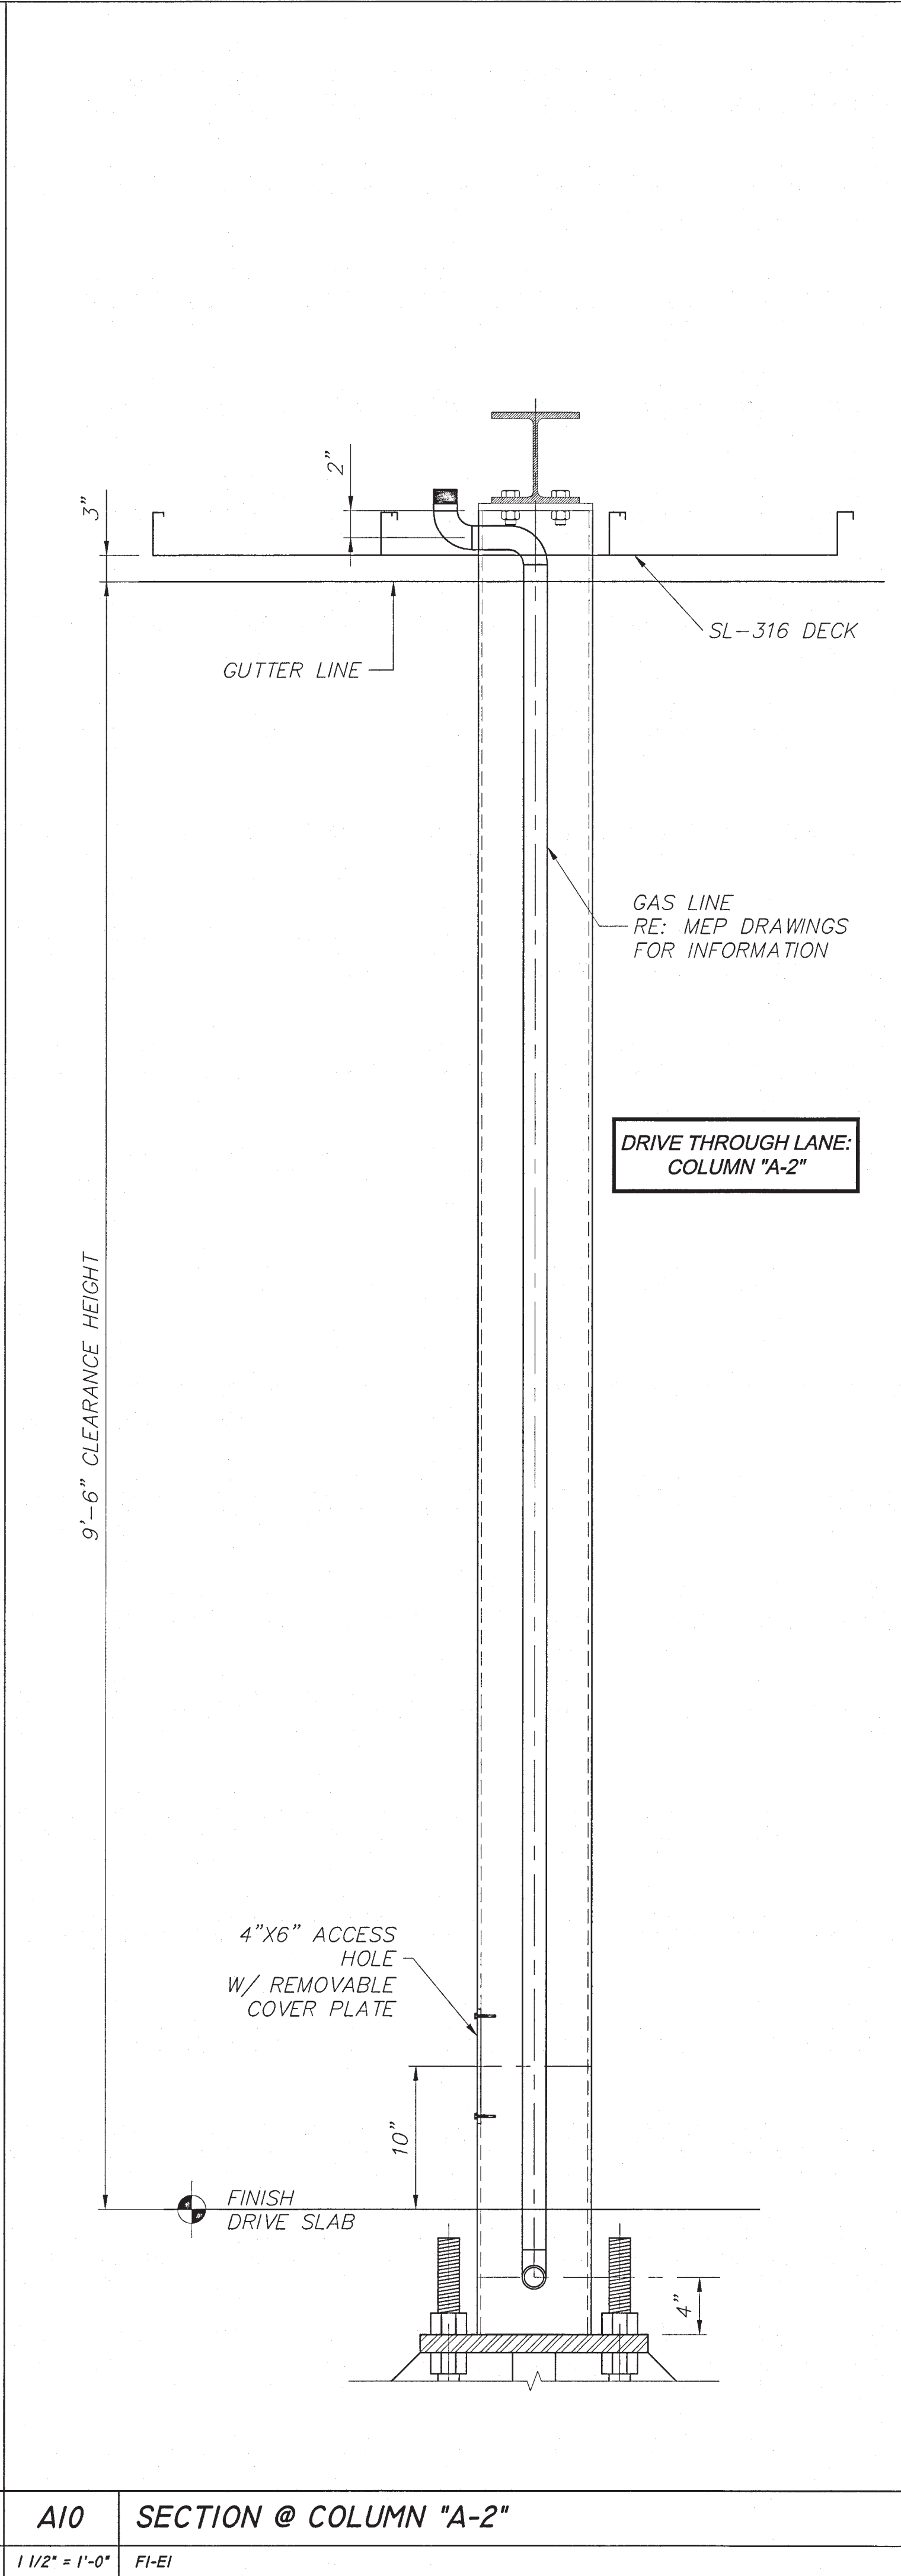 2"
3"
SL-316 DECK
GUTTER LINE
GAS LINE
RE: MEP DRAWINGS
FOR INFORMATION
DRIVE THROUGH LANE:
COLUMN "A-2"
9'-6" CLEARANCE HEIGHT
4"X6" ACCESS
HOLE
W/ REMOVABLE
COVER PLATE
10"
FINISH
DRIVE SLAB
4"
A10
SECTION @ COLUMN "A-2"
1 1/2" = 1'-0"
F1-E1